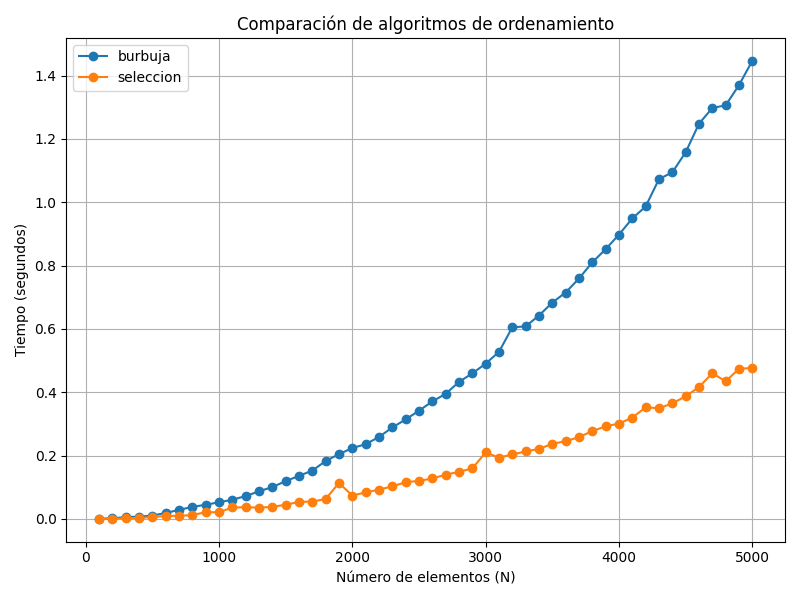 Comparación de algoritmos de ordenamiento
burbuja
seleccion
Tiempo (segundos)
1.4
1.2
1.0
0.8
0.6
0.4
0.2
0.0
0 1000 2000 3000 4000 5000
Número de elementos (N)